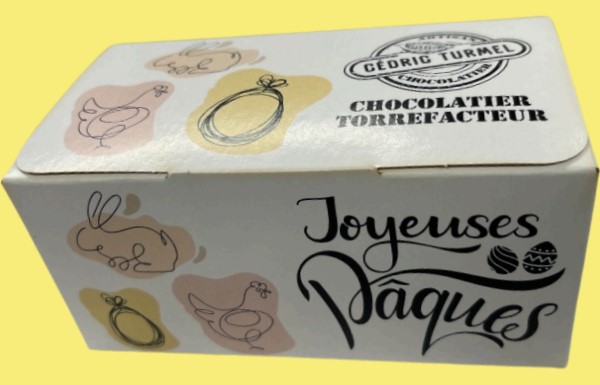 ARTISAN
CÉDRIC TURMEL
CHOCOLATIER
CHOCOLATIER
TORREFACTEUR
Joyeuses
Pâques